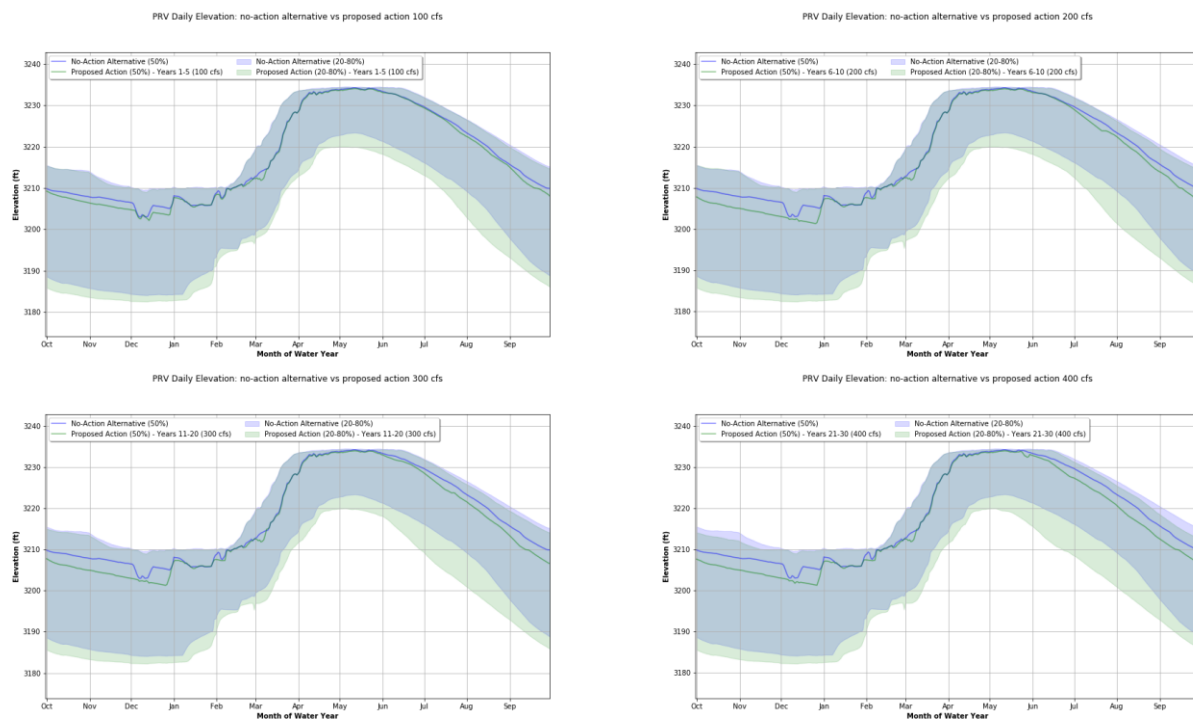 PRV Daily Elevation: no-action alternative vs proposed action 100 cfs
No-Action Alternative (50%)
Proposed Action (50%) - Years 1-5 (100 cfs)
No-Action Alternative (20-80%)
Proposed Action (20-80%) - Years 1-5 (100 cfs)
3240
3230
3220
3210
3200
3190
3180
Elevation (ft)
Oct Nov Dec Jan Feb Mar Apr May Jun Jul Aug Sep
Month of Water Year
PRV Daily Elevation: no-action alternative vs proposed action 200 cfs
No-Action Alternative (50%)
Proposed Action (50%) - Years 6-10 (200 cfs)
No-Action Alternative (20-80%)
Proposed Action (20-80%) - Years 6-10 (200 cfs)
3240
3230
3220
3210
3200
3190
3180
Elevation (ft)
Oct Nov Dec Jan Feb Mar Apr May Jun Jul Aug Sep
Month of Water Year
PRV Daily Elevation: no-action alternative vs proposed action 300 cfs
No-Action Alternative (50%)
Proposed Action (50%) - Years 11-20 (300 cfs)
No-Action Alternative (20-80%)
Proposed Action (20-80%) - Years 11-20 (300 cfs)
3240
3230
3220
3210
3200
3190
3180
Elevation (ft)
Oct Nov Dec Jan Feb Mar Apr May Jun Jul Aug Sep
Month of Water Year
PRV Daily Elevation: no-action alternative vs proposed action 400 cfs
No-Action Alternative (50%)
Proposed Action (50%) - Years 21-30 (400 cfs)
No-Action Alternative (20-80%)
Proposed Action (20-80%) - Years 21-30 (400 cfs)
3240
3230
3220
3210
3200
3190
3180
Elevation (ft)
Oct Nov Dec Jan Feb Mar Apr May Jun Jul Aug Sep
Month of Water Year